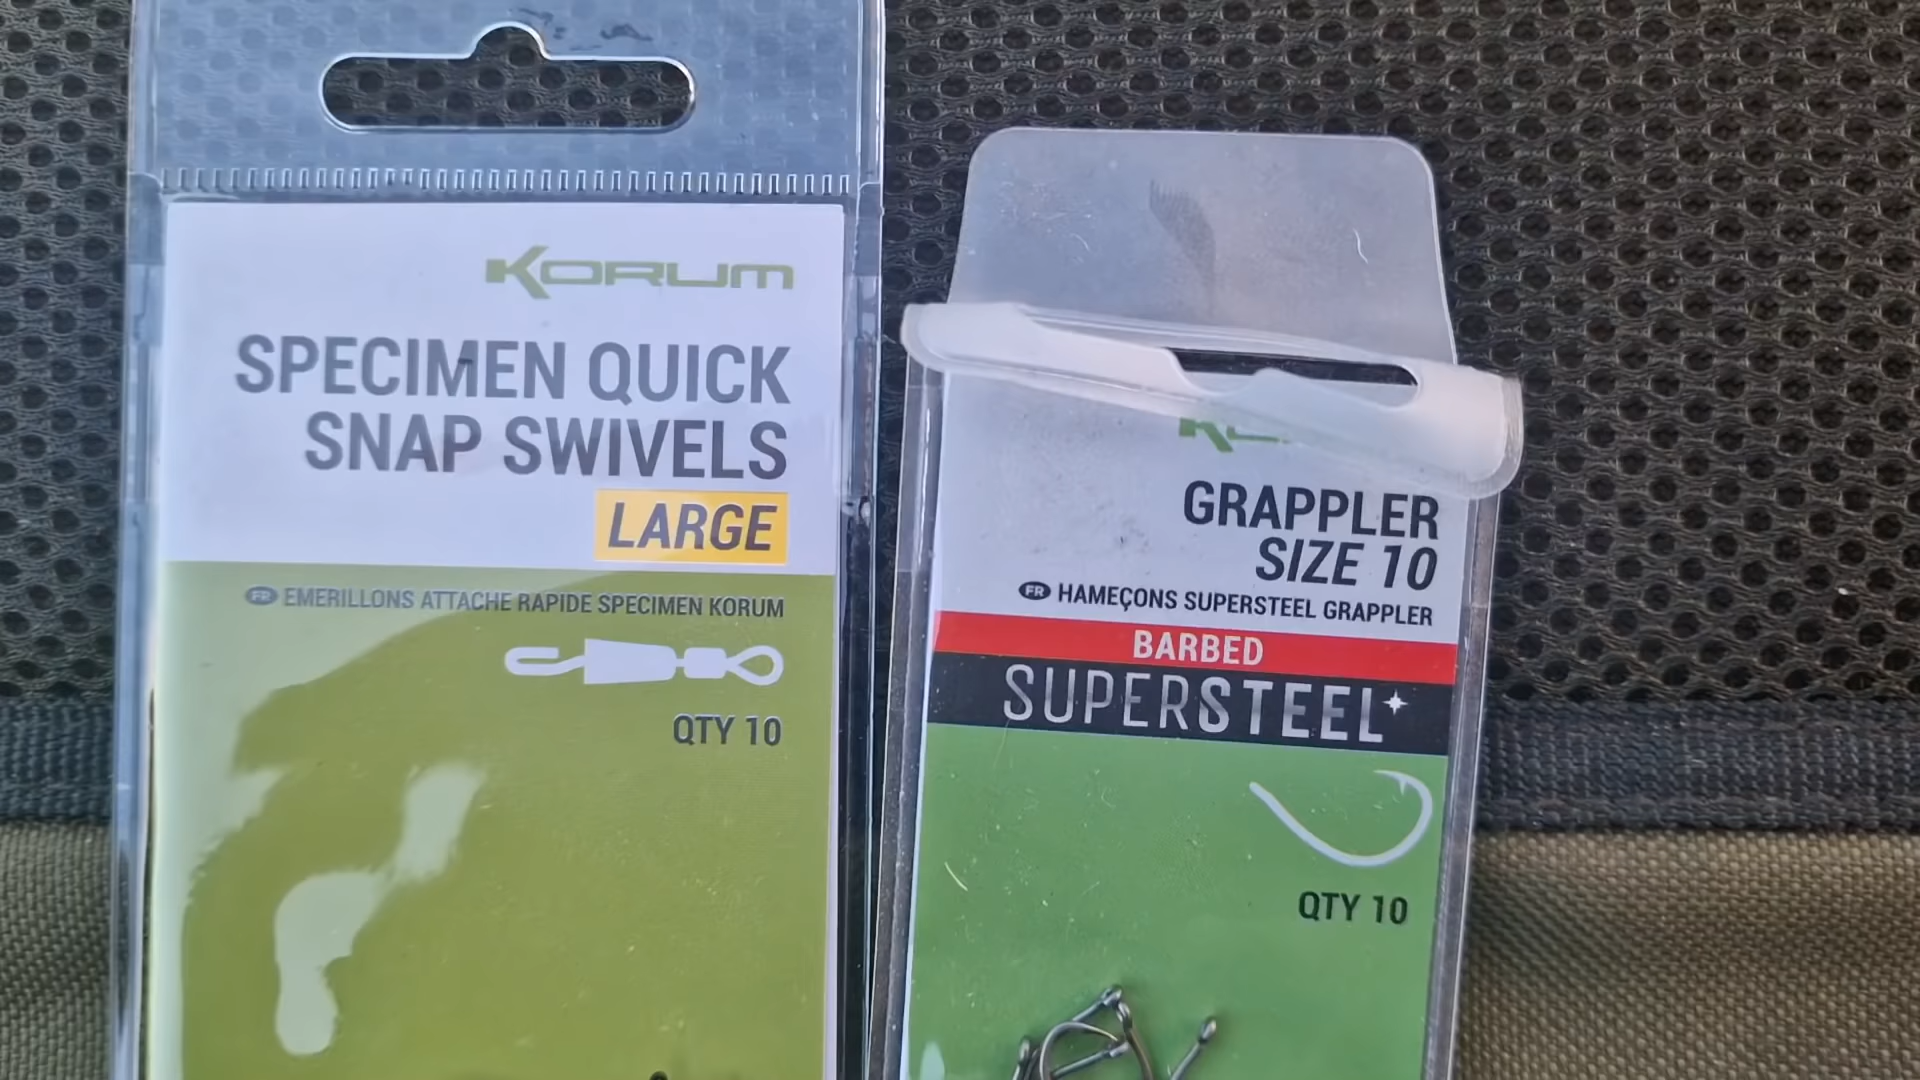 KORUM
SPECIMEN QUICK
SNAP SWIVELS
LARGE
FR EMERILLONS ATTACHE RAPIDE SPECIMEN KORUM
QTY 10
GRAPPLER
SIZE 10
FR HAMEÇONS SUPERSTEEL GRAPPLER
BARBED
SUPERSTEEL
QTY 10